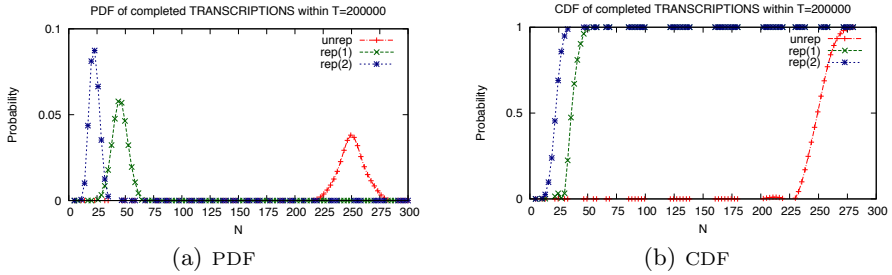 PDF of completed TRANSCRIPTIONS within T=200000
0.1
0.05
0
Probability
unrep
rep(1)
rep(2)
0 25 50 75 100 125 150 175 200 225 250 275 300
N
(a) PDF
CDF of completed TRANSCRIPTIONS within T=200000
1
0.5
0
Probability
unrep
rep(1)
rep(2)
0 25 50 75 100 125 150 175 200 225 250 275 300
N
(b) CDF